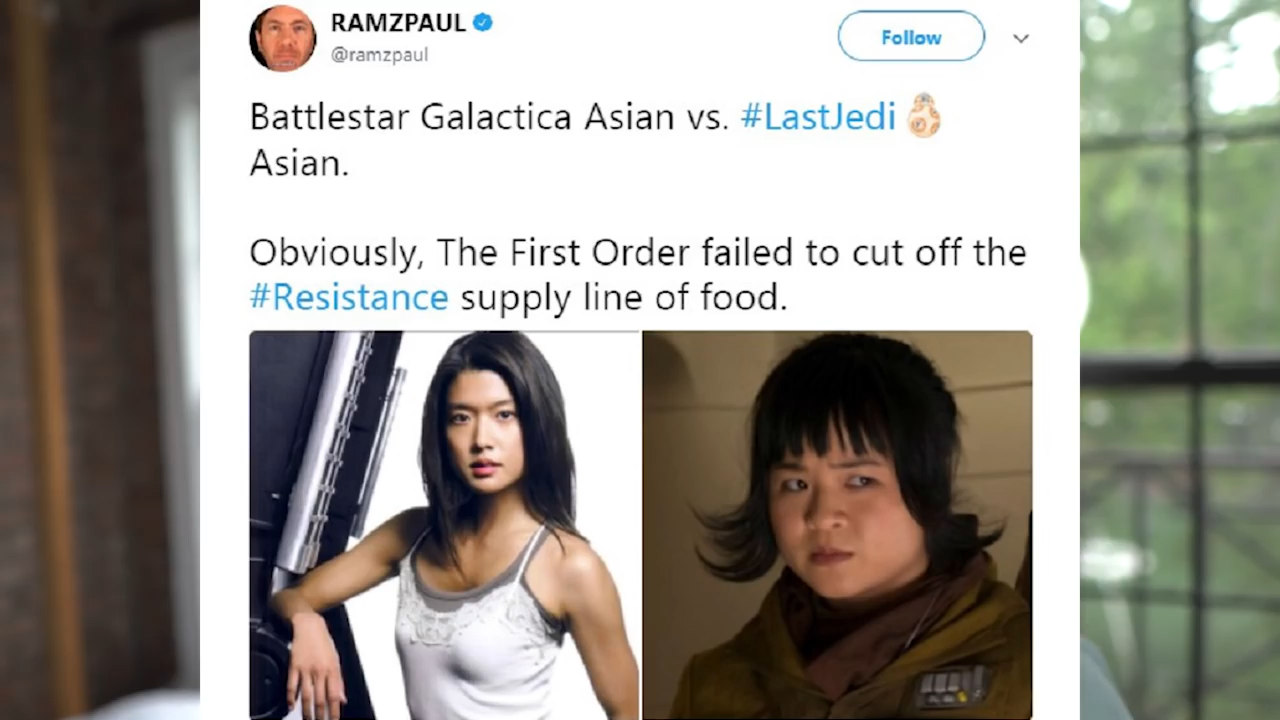 RAMZPAUL
@ramzpaul
Follow
Battlestar Galactica Asian vs. #LastJedi
Asian.
Obviously, The First Order failed to cut off the
#Resistance supply line of food.